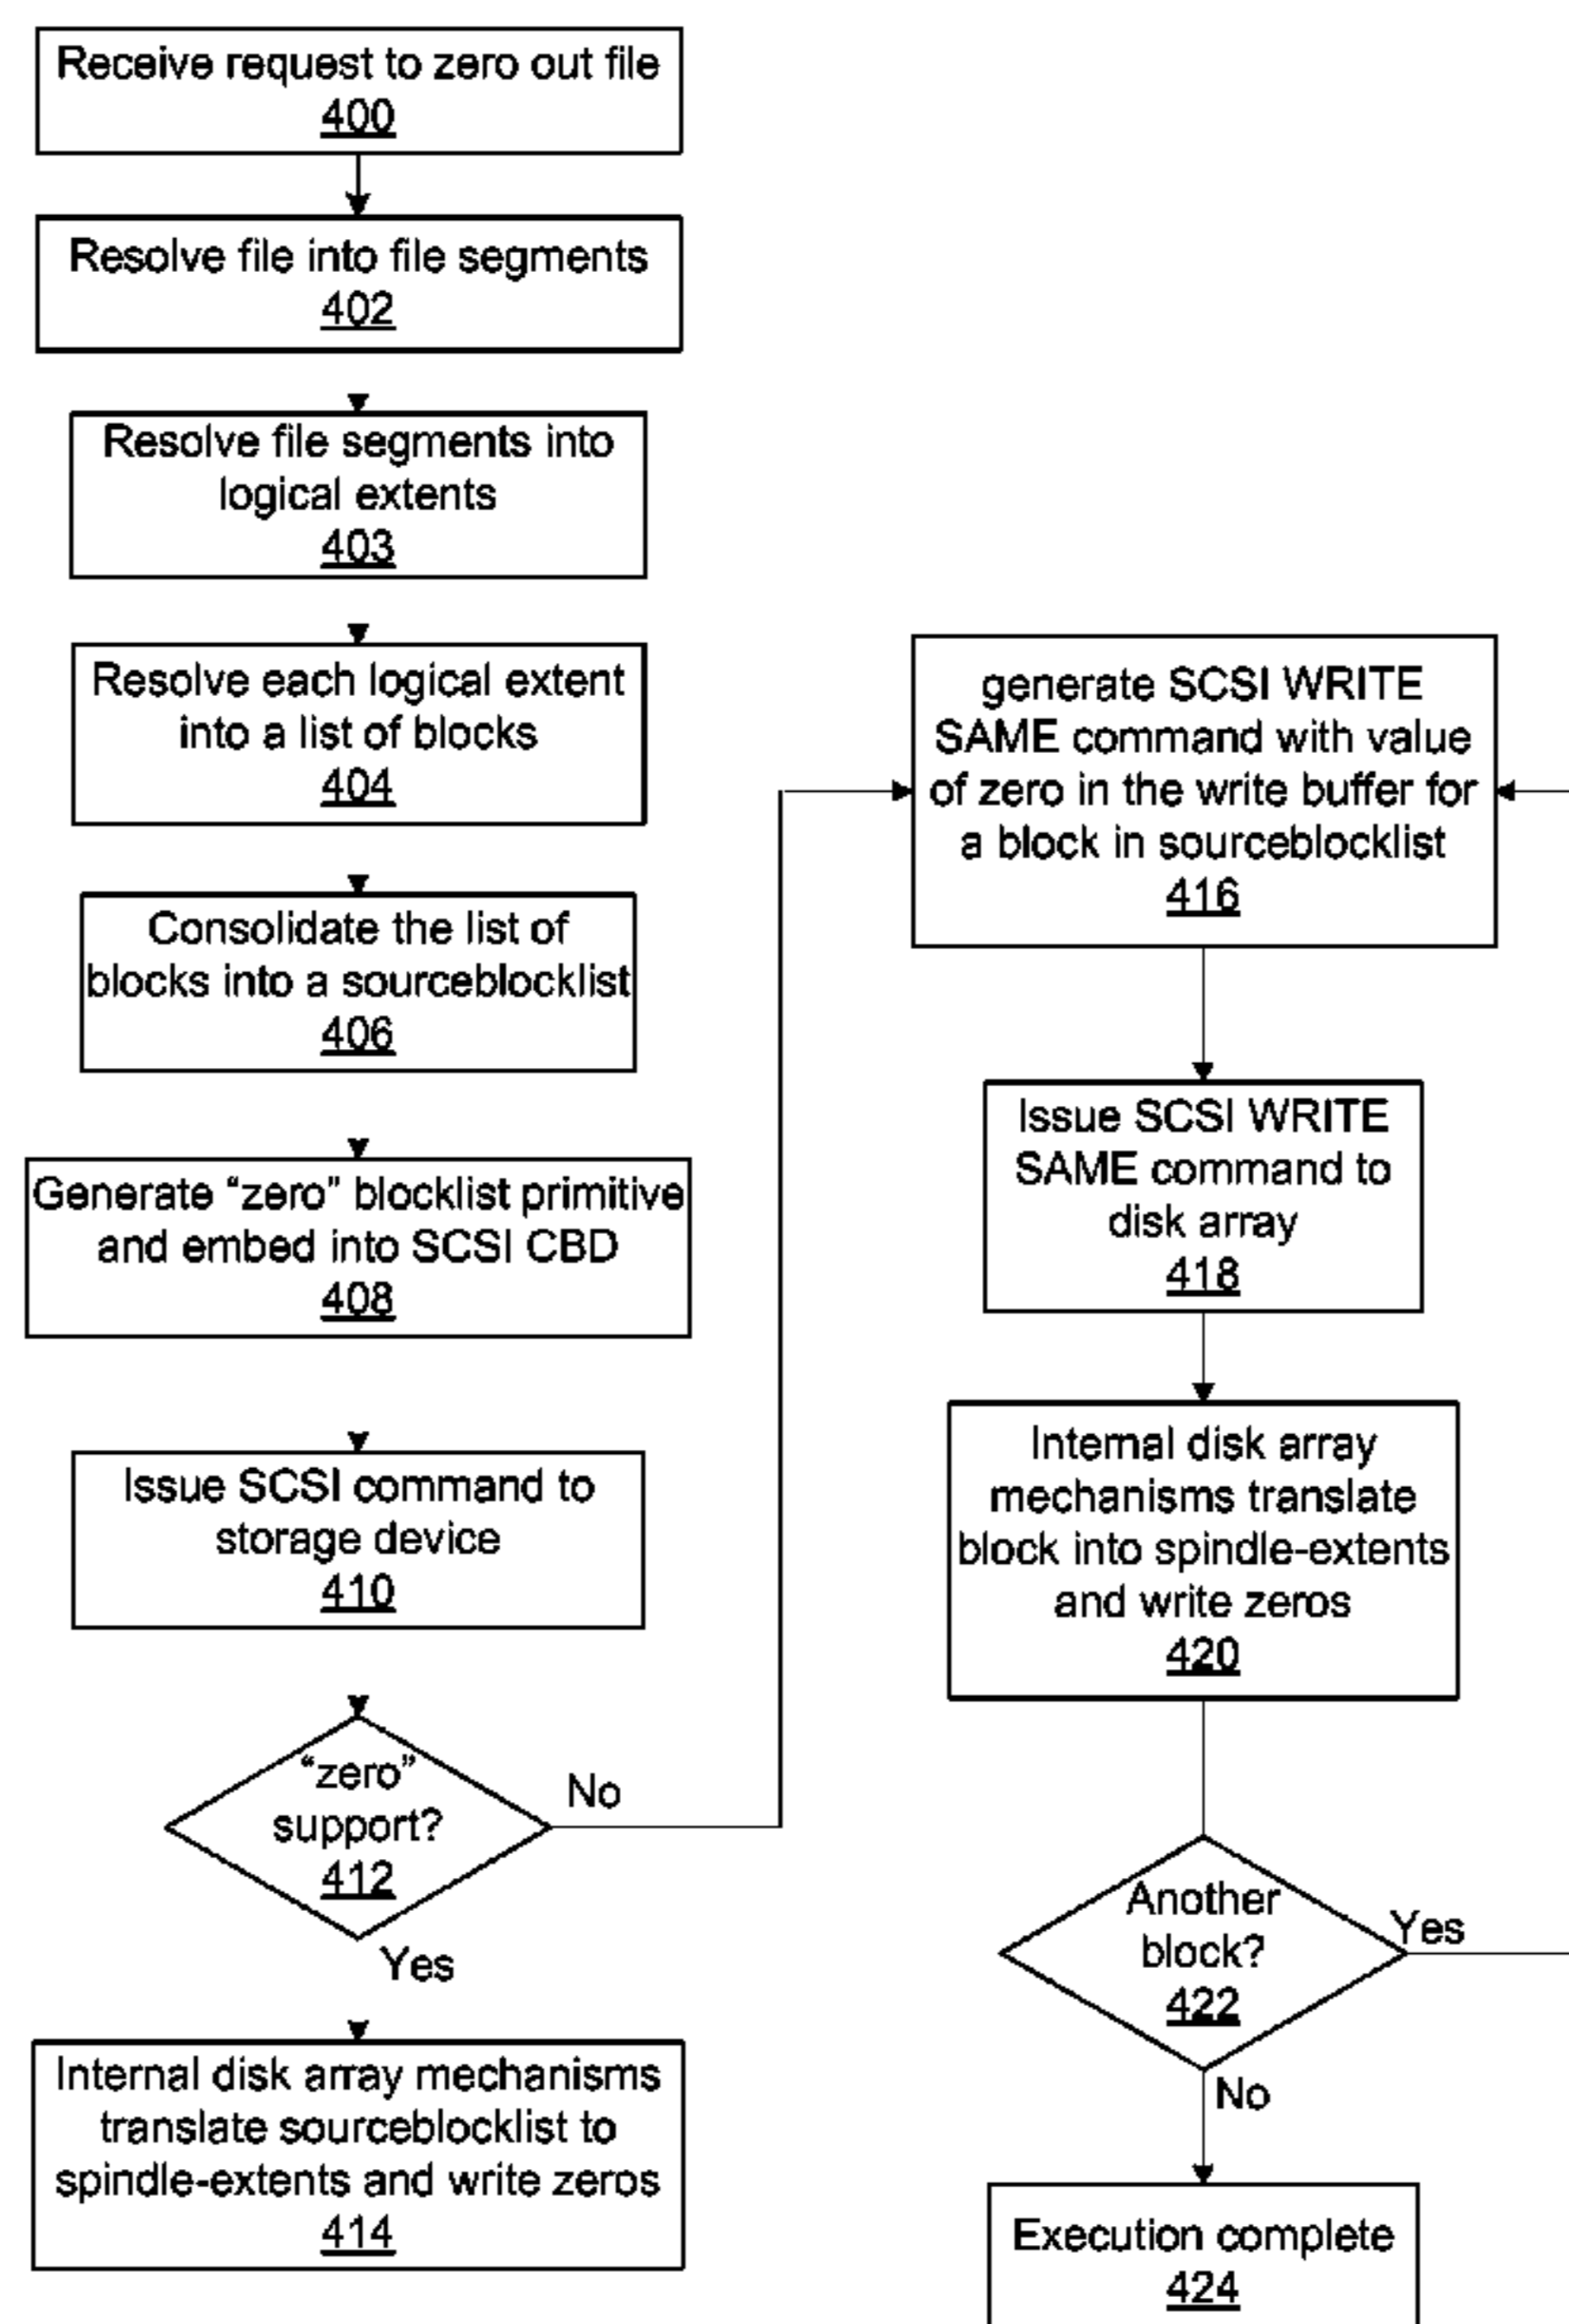 Receive request to zero out file
400
Resolve file into file segments
402
Resolve file segments into
logical extents
403
Resolve each logical extent
into a list of blocks
404
Consolidate the list of
blocks into a sourceblocklist
406
Generate “zero” blocklist primitive
and embed into SCSI CBD
408
Issue SCSI command to
storage device
410
“zero”
support?
412
No
Yes
Internal disk array mechanisms
translate sourceblocklist to
spindle-extents and write zeros
414
generate SCSI WRITE
SAME command with value
of zero in the write buffer for
a block in sourceblocklist
416
Issue SCSI WRITE
SAME command to
disk array
418
Internal disk array
mechanisms translate
block into spindle-extents
and write zeros
420
Another
block?
422
Yes
No
Execution complete
424